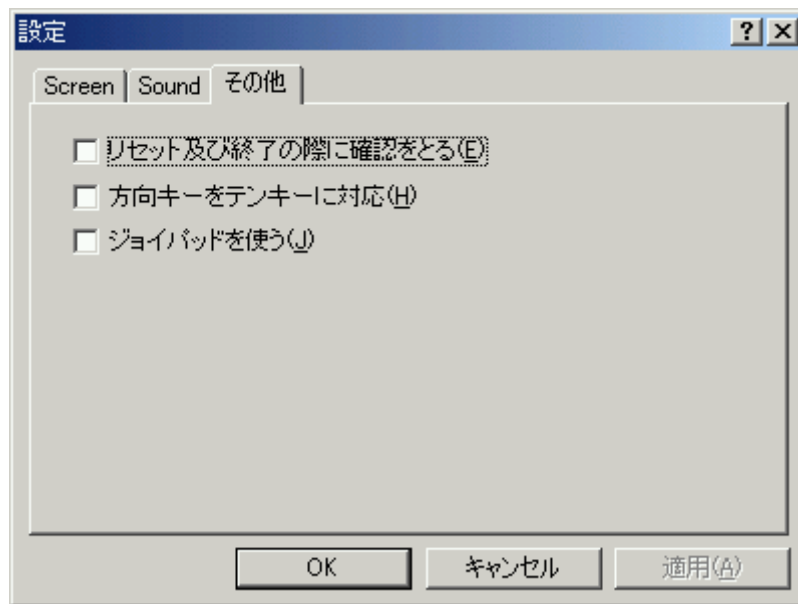 設定
Screen Sound その他
リセット及び終了の際に確認をとる(E)
方向キーをテンキーに対応(H)
ジョイパッドを使う(J)
OK キャンセル 適用(A)